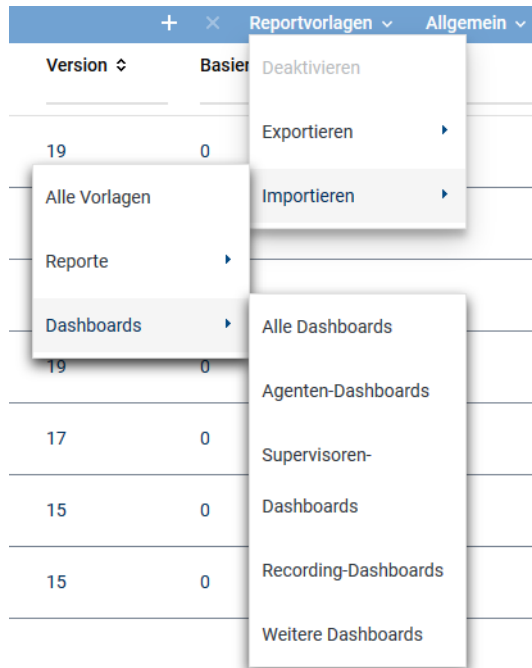 Reportvorlagen
Allgemein
Version
Deaktivieren
Exportieren
19
0
Importieren
Alle Vorlagen
Reporte
Dashboards
Alle Dashboards
19
0
Agenten-Dashboards
17
0
Supervisoren-
Dashboards
15
0
Recording-Dashboards
15
0
Weitere Dashboards